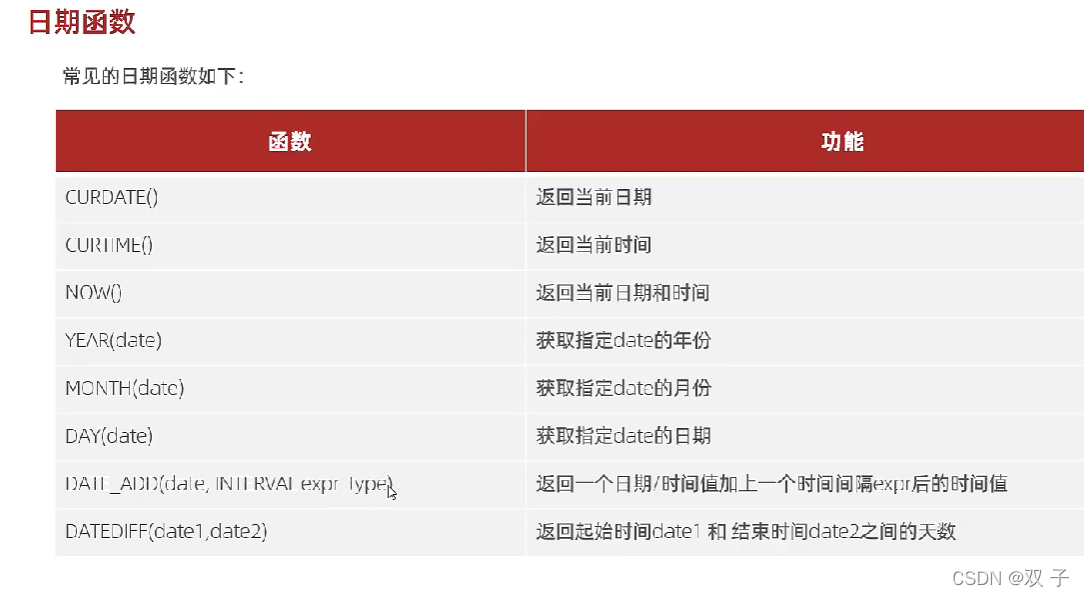 日期函数
常见的日期函数如下：
函数 功能
CURDATE() 返回当前日期
CURTIME() 返回当前时间
NOW() 返回当前日期和时间
YEAR(date) 获取指定date的年份
MONTH(date) 获取指定date的月份
DAY(date) 获取指定date的日期
DATE_ADD(date, INTERVAL expr type) 返回一个日期/时间值加上一个时间间隔expr后的时间值
DATEDIFF(date1,date2) 返回起始时间date1 和 结束时间date2之间的天数
CSDN @双 子